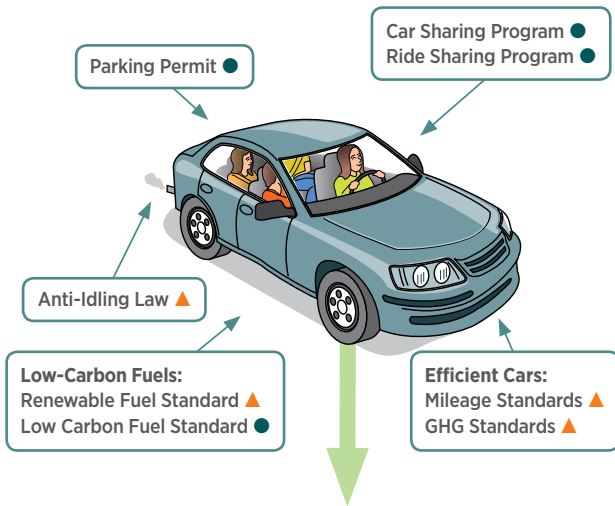 Car Sharing Program
Ride Sharing Program
Parking Permit
Anti-Idling Law
Low-Carbon Fuels:
Renewable Fuel Standard
Low Carbon Fuel Standard
Efficient Cars:
Mileage Standards
GHG Standards